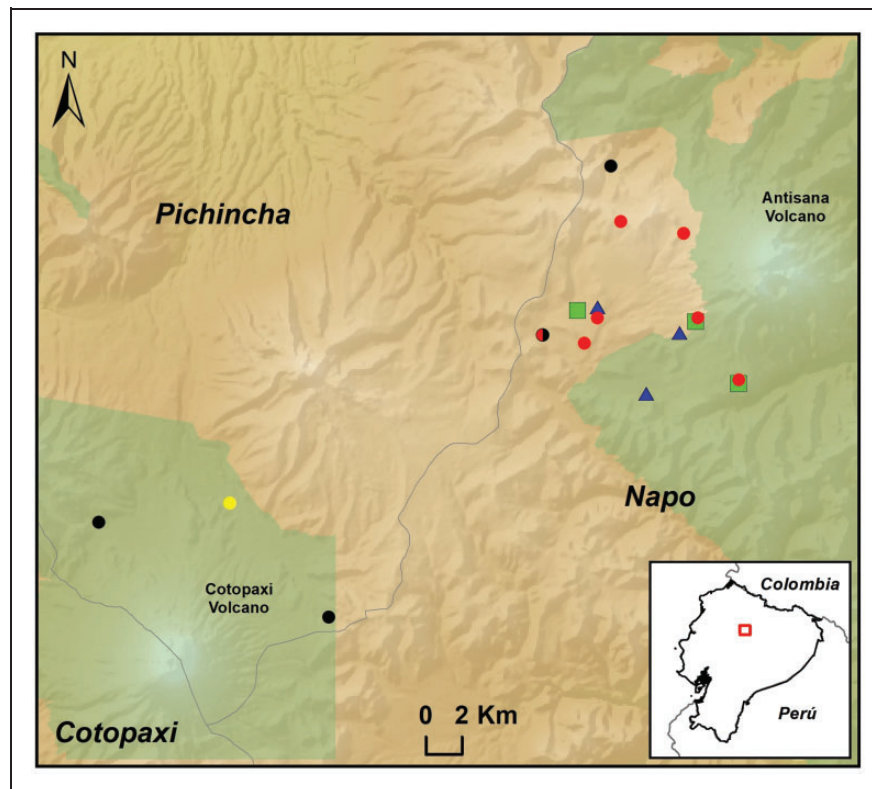 N
Pichincha
Antisana
Volcano
Napo
Cotopaxi
Volcano
Cotopaxi
0 2 Km
Colombia
Perú